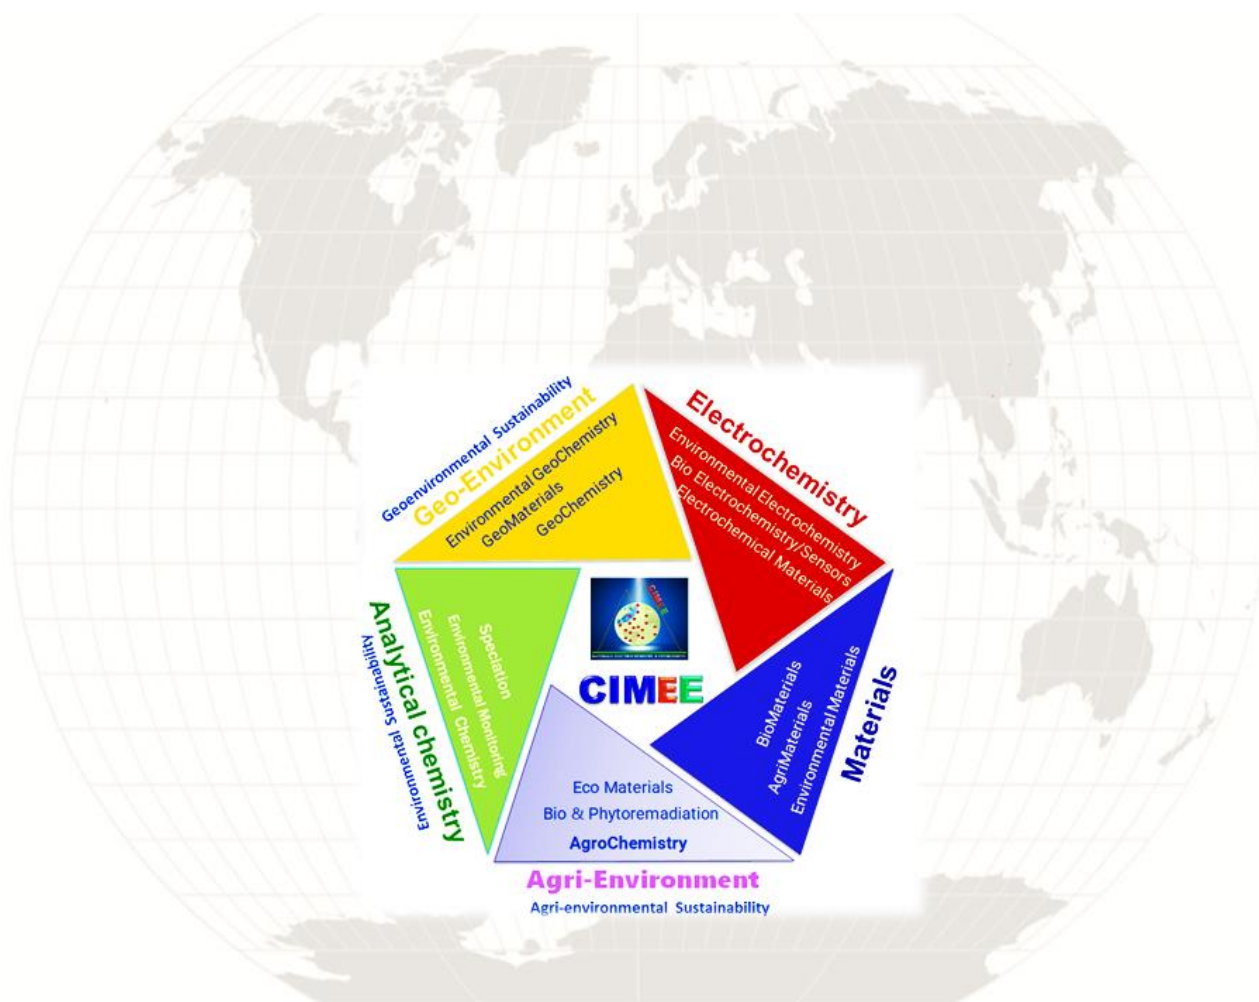 Geoenvironmental Sustainability
Geo-Environment
Environmental GeoChemistry
GeoMaterials
GeoChemistry
Electrochemistry
Environmental Electrochemistry
Bio Electrochemistry/Sensors
Electrochemical Materials
Analytical chemistry
Environmental Sustainability
Speciation
Environmental Monitoring
Environmental Chemistry
CIMEE
CIMEE
BioMaterials
AgriMaterials
Environmental Materials
Materials
Eco Materials
Bio & Phytoremadiation
AgroChemistry
Agri-Environment
Agri-environmental Sustainability